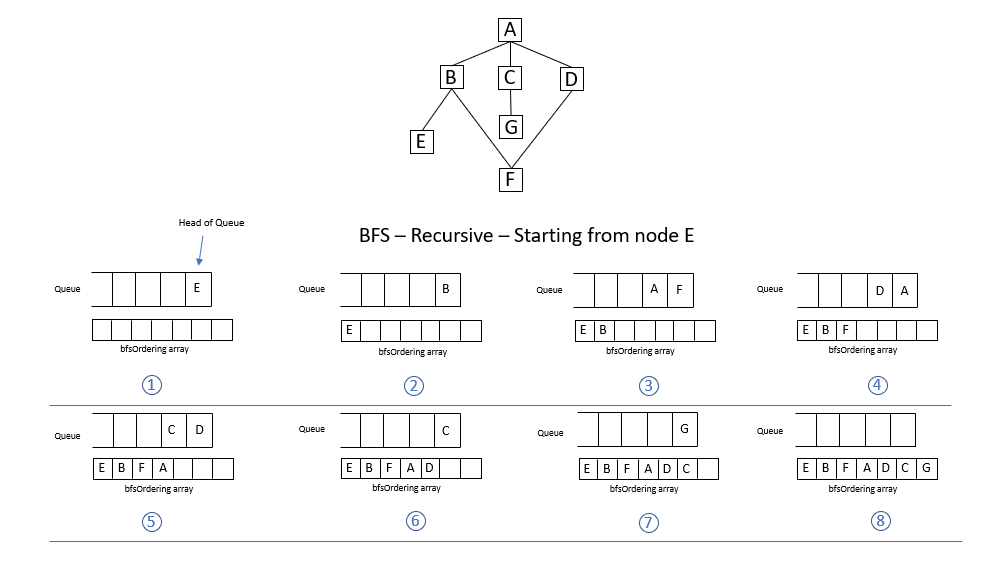 A
B C D
G
E
F
Head of Queue
BFS – Recursive – Starting from node E
Queue E
bfsOrdering array
1
Queue B
E
bfsOrdering array
2
Queue A F
E B
bfsOrdering array
3
Queue D A
E B F
bfsOrdering array
4
Queue C D
E B F A
bfsOrdering array
5
Queue C
E B F A D
bfsOrdering array
6
Queue G
E B F A D C
bfsOrdering array
7
Queue
E B F A D C G
bfsOrdering array
8